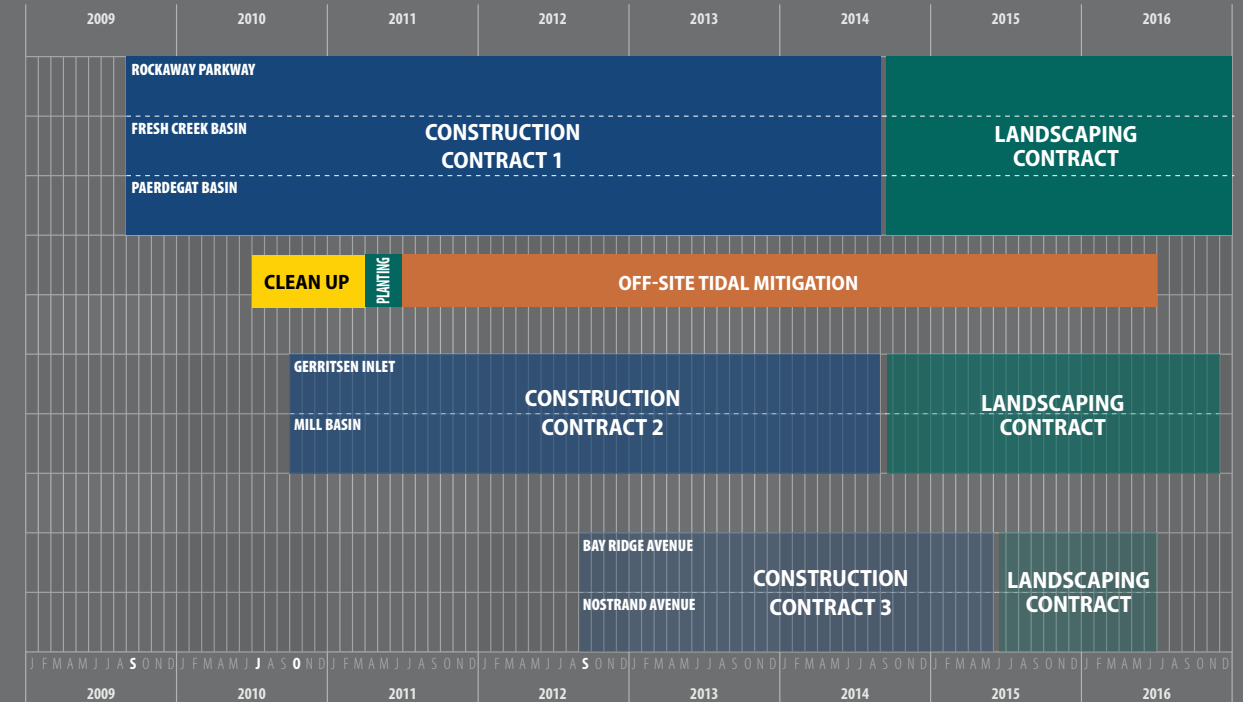 2009 2010 2011 2012 2013 2014 2015 2016
ROCKAWAY PARKWAY
FRESH CREEK BASIN
PAERDEGAT BASIN
CONSTRUCTION
CONTRACT 1
LANDSCAPING
CONTRACT
CLEAN UP
PLANTING
OFF-SITE TIDAL MITIGATION
GERRITSEN INLET
MILL BASIN
CONSTRUCTION
CONTRACT 2
LANDSCAPING
CONTRACT
BAY RIDGE AVENUE
NOSTRAND AVENUE
CONSTRUCTION
CONTRACT 3
LANDSCAPING
CONTRACT
J F M A M J J A S O N D J F M A M J J A S O N D J F M A M J J A S O N D J F M A M J J A S O N D J F M A M J J A S O N D J F M A M J J A S O N D J F M A M J J A S O N D J F M A M J J A S O N D
2009 2010 2011 2012 2013 2014 2015 2016